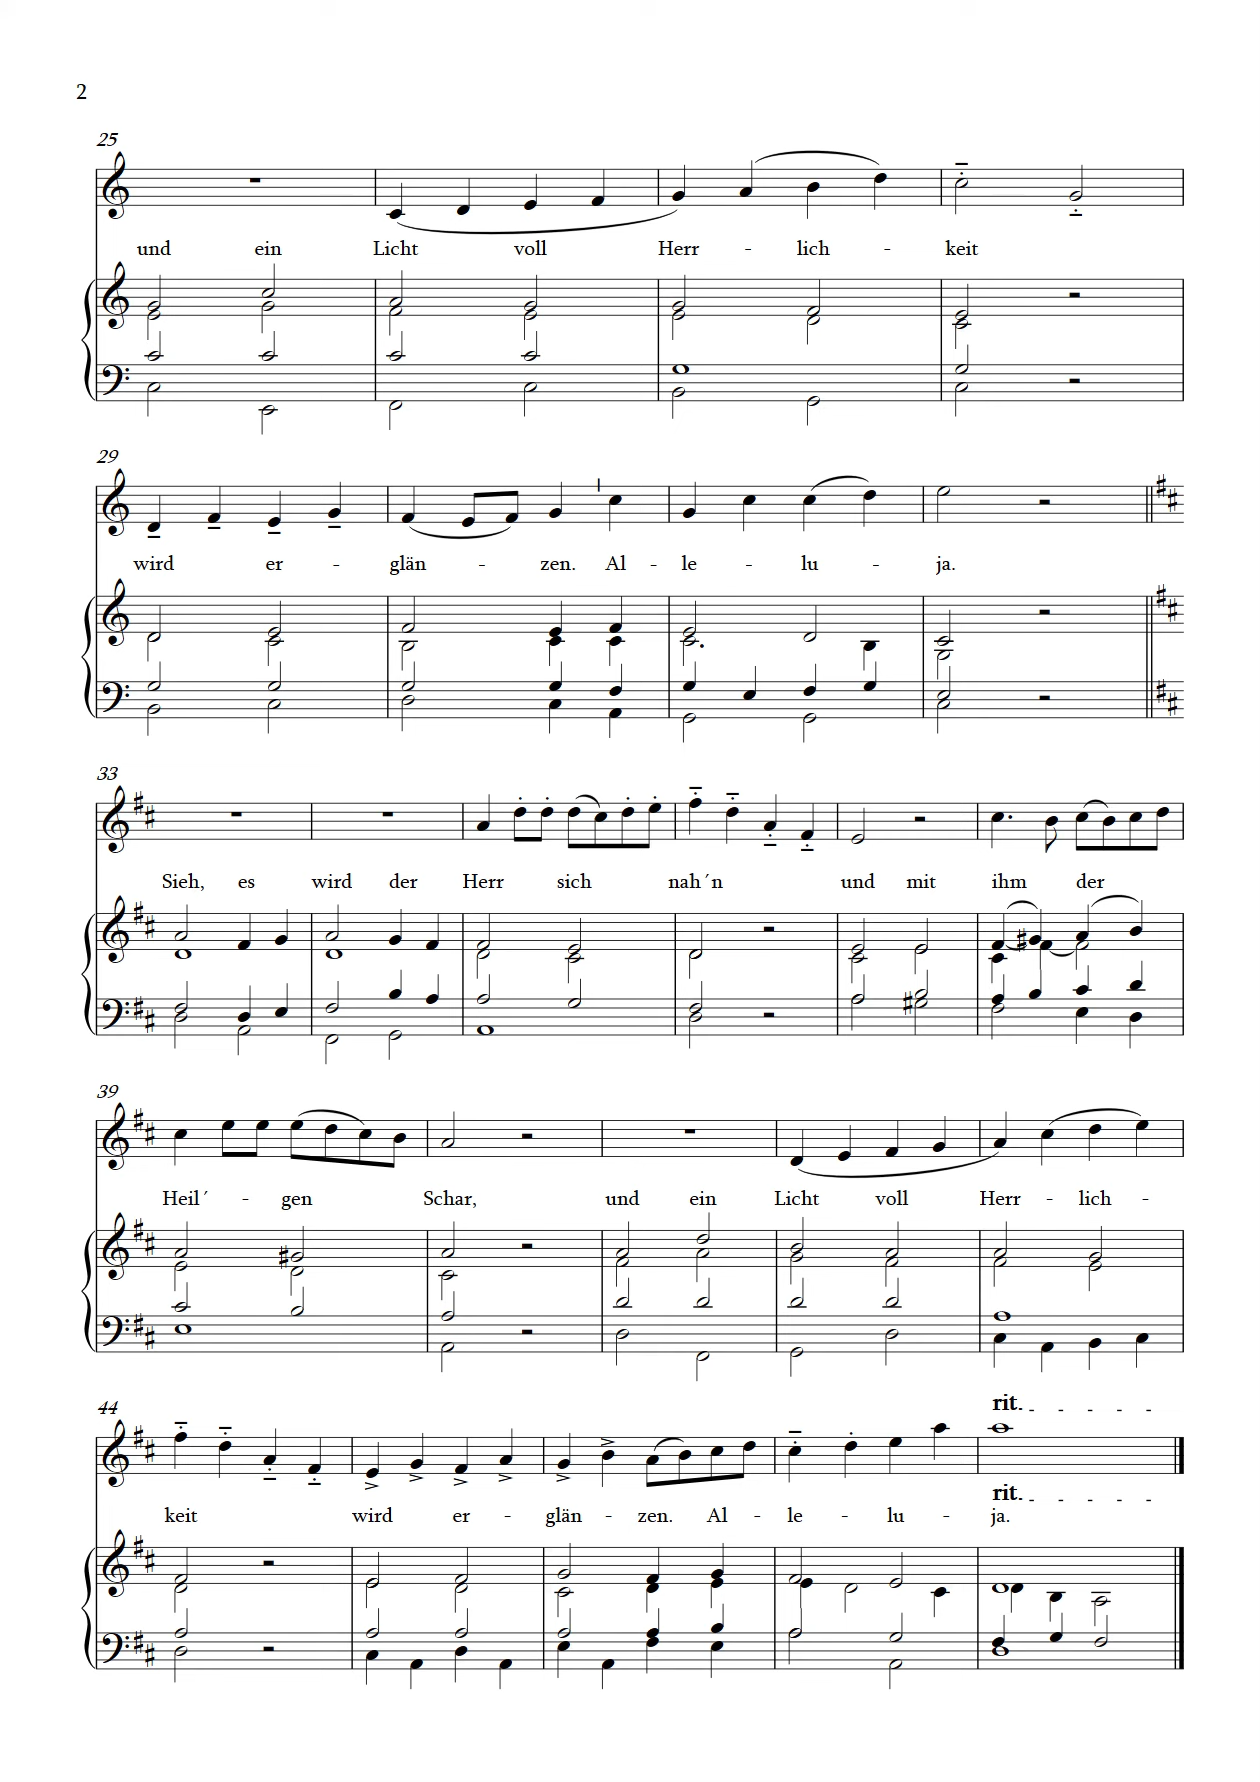 2
25
und ein Licht voll Herr - lich - keit
29
wird er - glän - zen. Al - le - lu - ja.
33
Sieh, es wird der Herr sich nah´n und mit ihm der
39
Heil´ - gen Schar, und ein Licht voll Herr - lich -
rit.
44
rit.
keit wird er - glän - zen. Al - le - lu - ja.